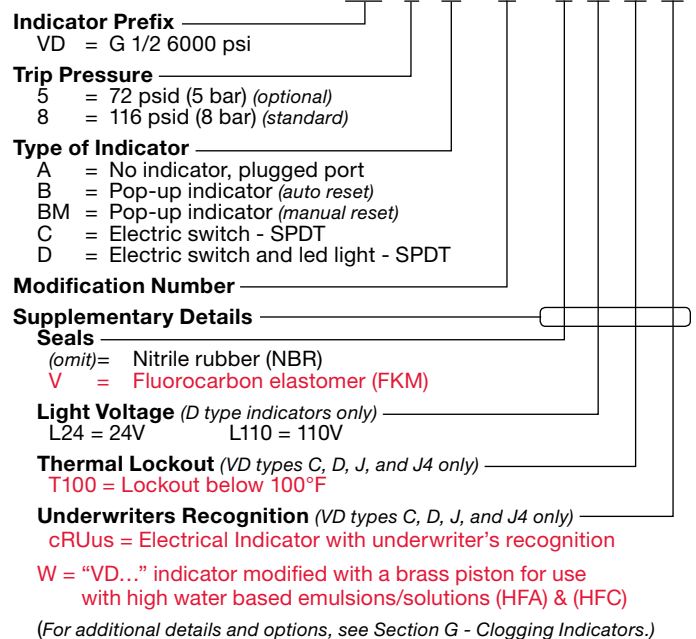 Indicator Prefix
VD = G 1/2 6000 psi
Trip Pressure
5 = 72 psid (5 bar) (optional)
8 = 116 psid (8 bar) (standard)
Type of Indicator
A = No indicator, plugged port
B = Pop-up indicator (auto reset)
BM = Pop-up indicator (manual reset)
C = Electric switch - SPDT
D = Electric switch and led light - SPDT
Modification Number
Supplementary Details
Seals
(omit)= Nitrile rubber (NBR)
V = Fluorocarbon elastomer (FKM)
Light Voltage (D type indicators only)
L24 = 24V L110 = 110V
Thermal Lockout (VD types C, D, J, and J4 only)
T100 = Lockout below 100°F
Underwriters Recognition (VD types C, D, J, and J4 only)
cRUus = Electrical Indicator with underwriter's recognition
W = “VD…” indicator modified with a brass piston for use
with high water based emulsions/solutions (HFA) & (HFC)
(For additional details and options, see Section G - Clogging Indicators.)